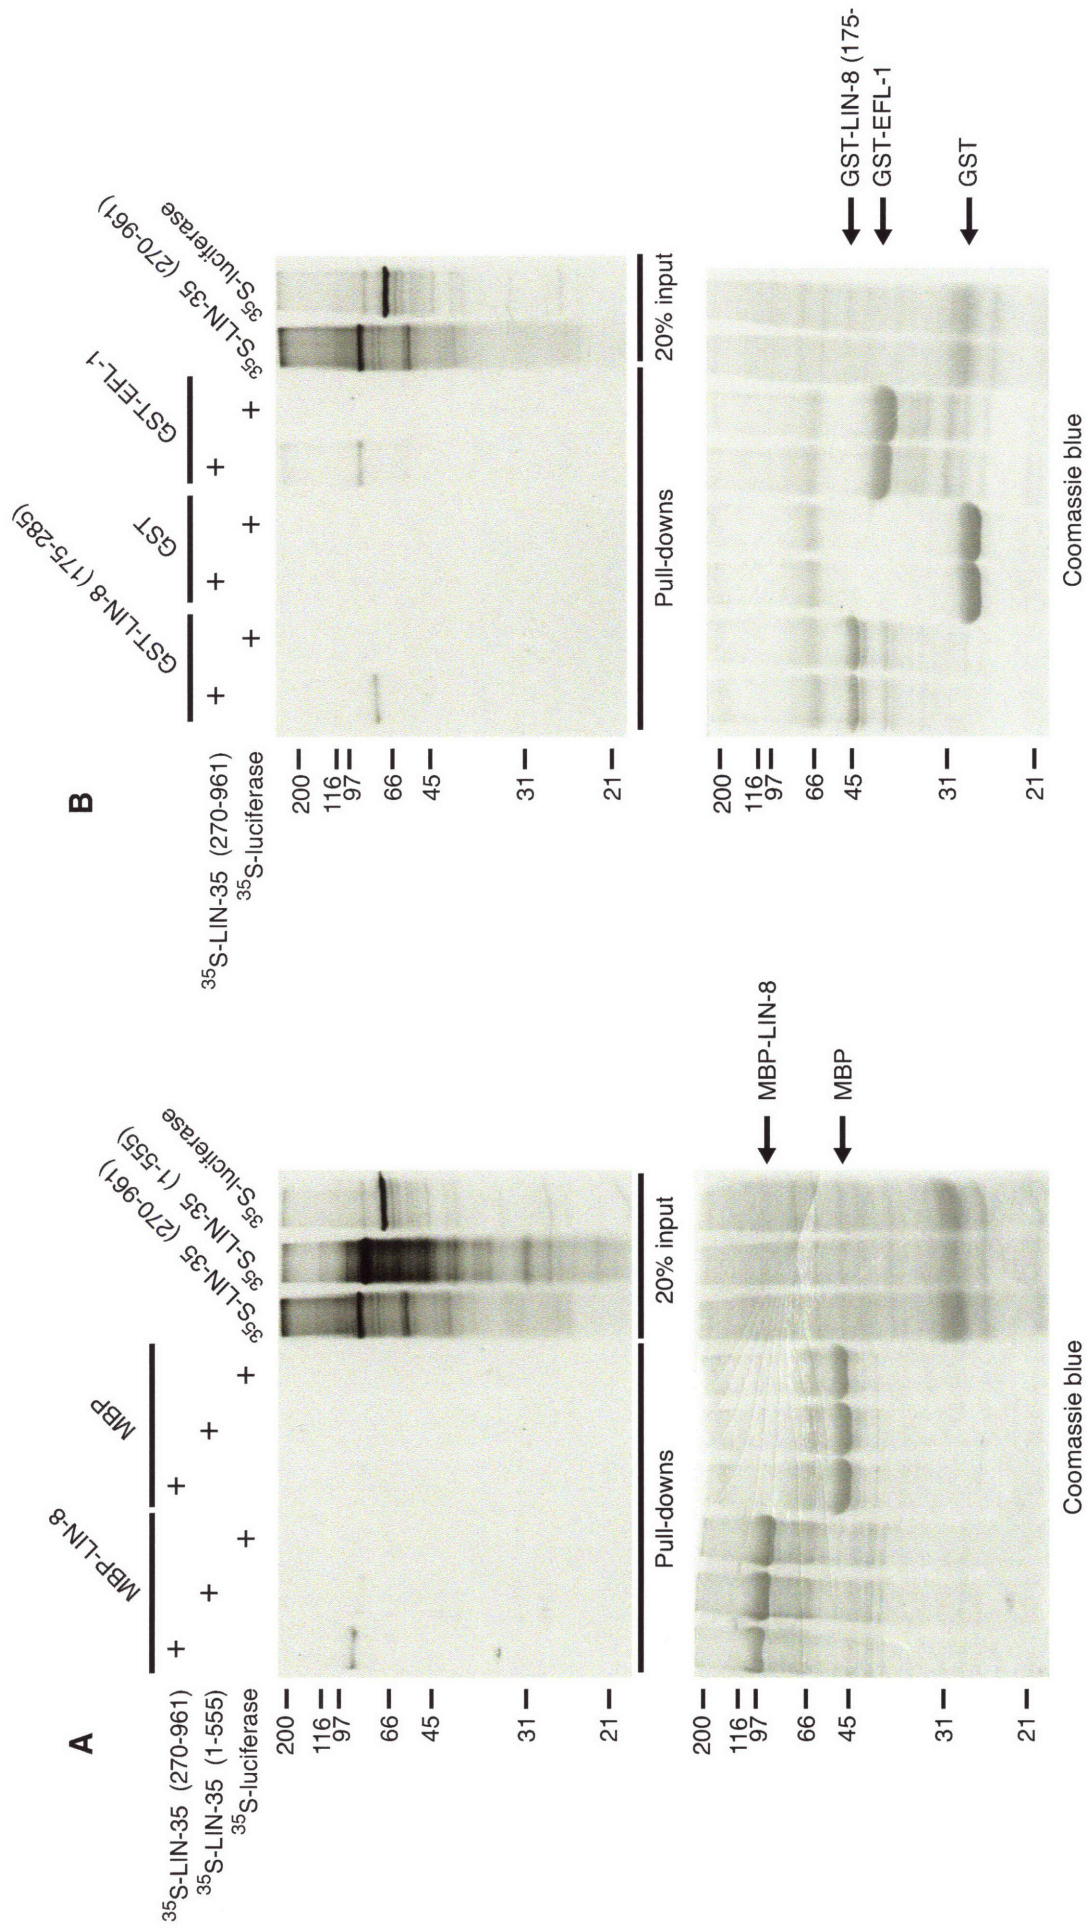 A
MBP-LIN-8
MBP
³⁵S-LIN-35 (270-961)
³⁵S-LIN-35 (1-555)
³⁵S-luciferase
+ +
+ +
+ +
³⁵S-LIN-35 (270-961)
³⁵S-LIN-35 (1-555)
³⁵S-luciferase
200
116
97
66
45
31
21
Pull-downs
20% input
200
116
97
66
45
31
21
MBP-LIN-8
MBP
Coomassie blue
B
GST-LIN-8 (175-285)
GST
GST-EFL-1
³⁵S-LIN-35 (270-961)
³⁵S-luciferase
+ + +
+ + +
³⁵S-LIN-35 (270-961)
³⁵S-luciferase
200
116
97
66
45
31
21
Pull-downs
20% input
200
116
97
66
45
31
21
GST-LIN-8 (175-
GST-EFL-1
GST
Coomassie blue